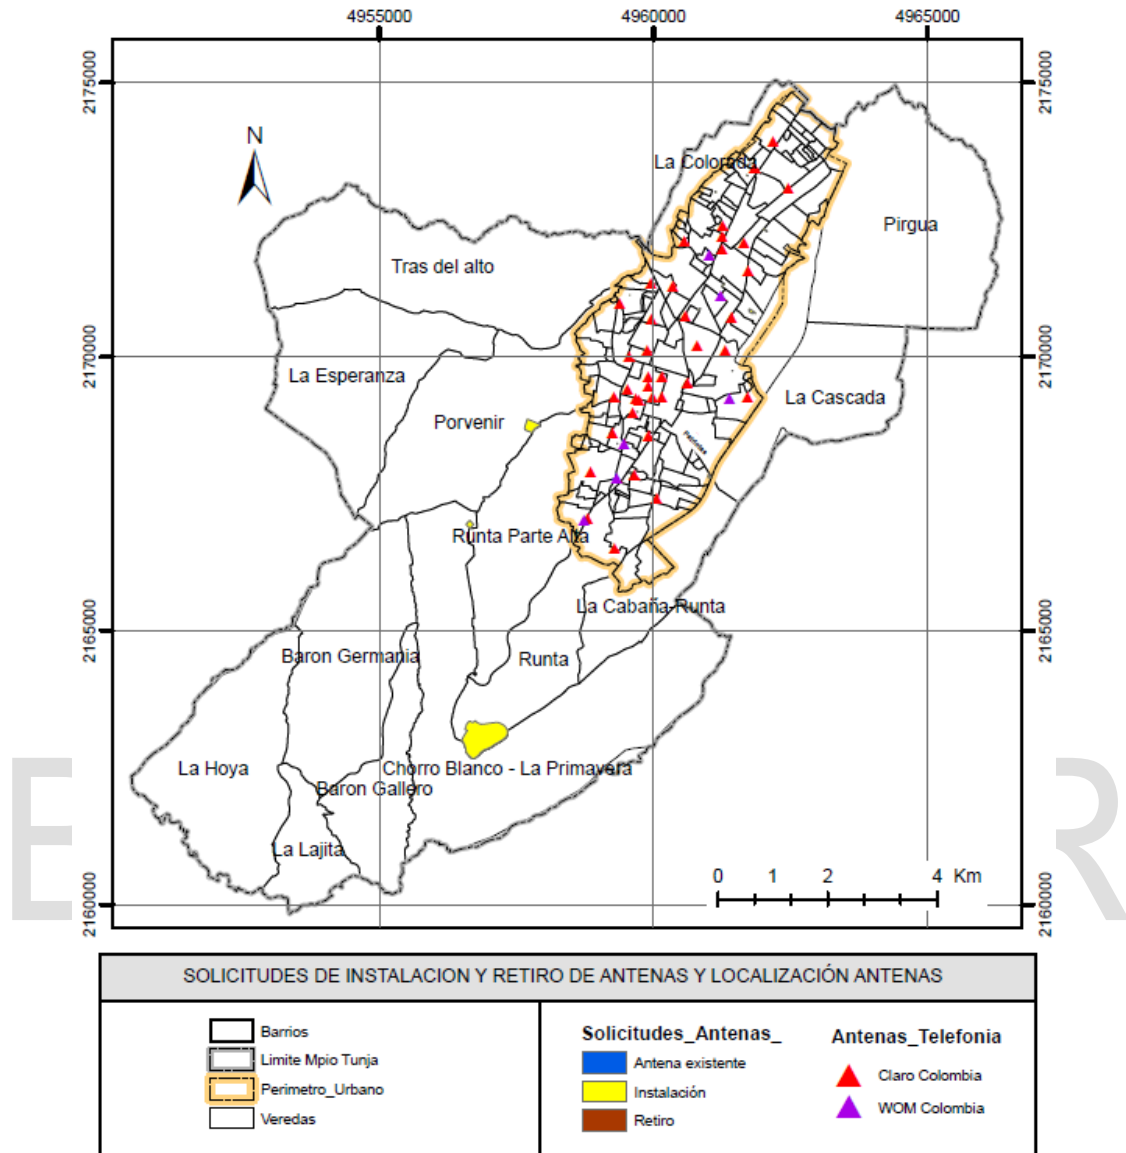 4955000 4960000 4965000
2175000 2175000
N
La Colorada
Pirgua
Tras del alto
2170000 2170000
La Esperanza
La Cascada
Porvenir
Runta Parte Alta
La Cabaña-Runta
2165000 2165000
Baron Germania
Runta
La Hoya
Chorro Blanco - La Primavera
Baron Gallero
La Lajita
0 1 2 4 Km
2160000 2160000
E R
SOLICITUDES DE INSTALACION Y RETIRO DE ANTENAS Y LOCALIZACIÓN ANTENAS
Barrios
Limite Mpio Tunja
Perimetro_Urbano
Veredas
Solicitudes_Antenas_
Antena existente
Instalación
Retiro
Antenas_Telefonia
Claro Colombia
WOM Colombia